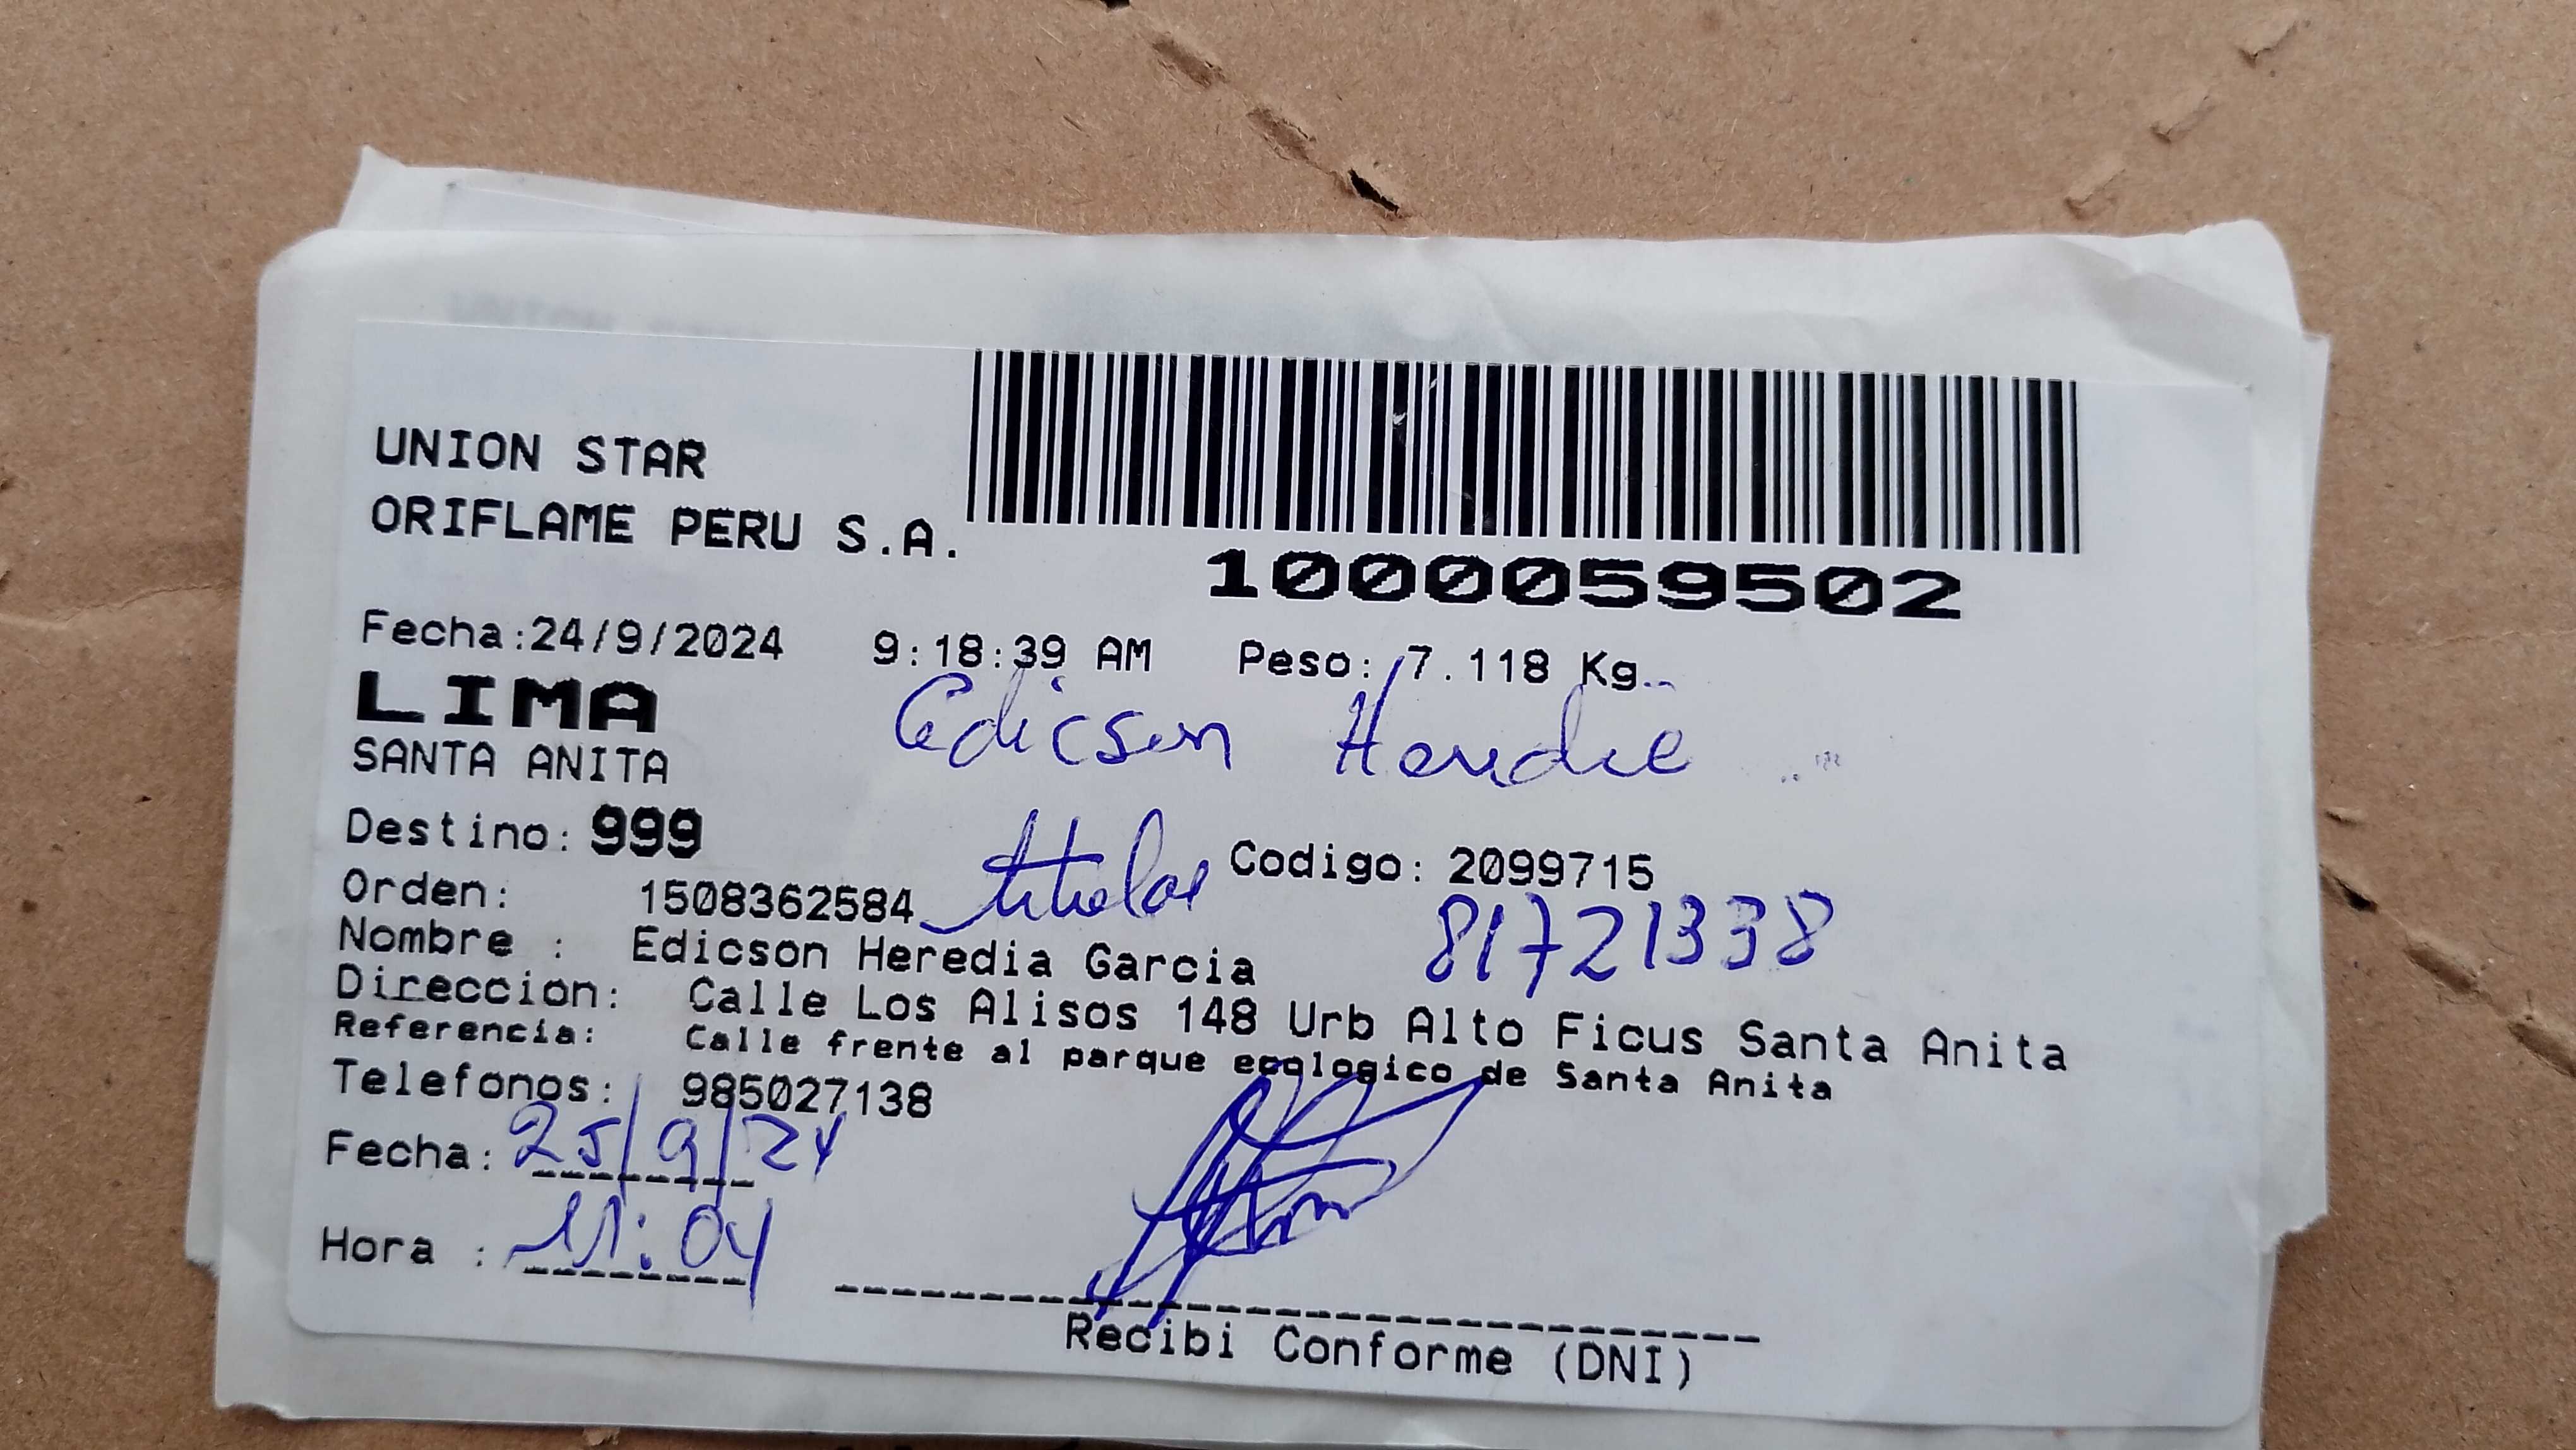 UNION STAR
ORIFLAME PERU S.A.
1000059502
Fecha:24/9/2024 9:18:39 AM Peso: 7.118 Kg.
LIMA
Edicson Heredia
SANTA ANITA
Destino: 999
titular
Codigo: 2099715
Orden: 1508362584
81721338
Nombre : Edicson Heredia Garcia
Direccion: Calle Los Alisos 148 Urb Alto Ficus Santa Anita
Referencia: Calle frente al parque ecologico de Santa Anita
Telefonos: 985027138
Fecha: 25/9/24
Hora : 11:04
Recibi Conforme (DNI)